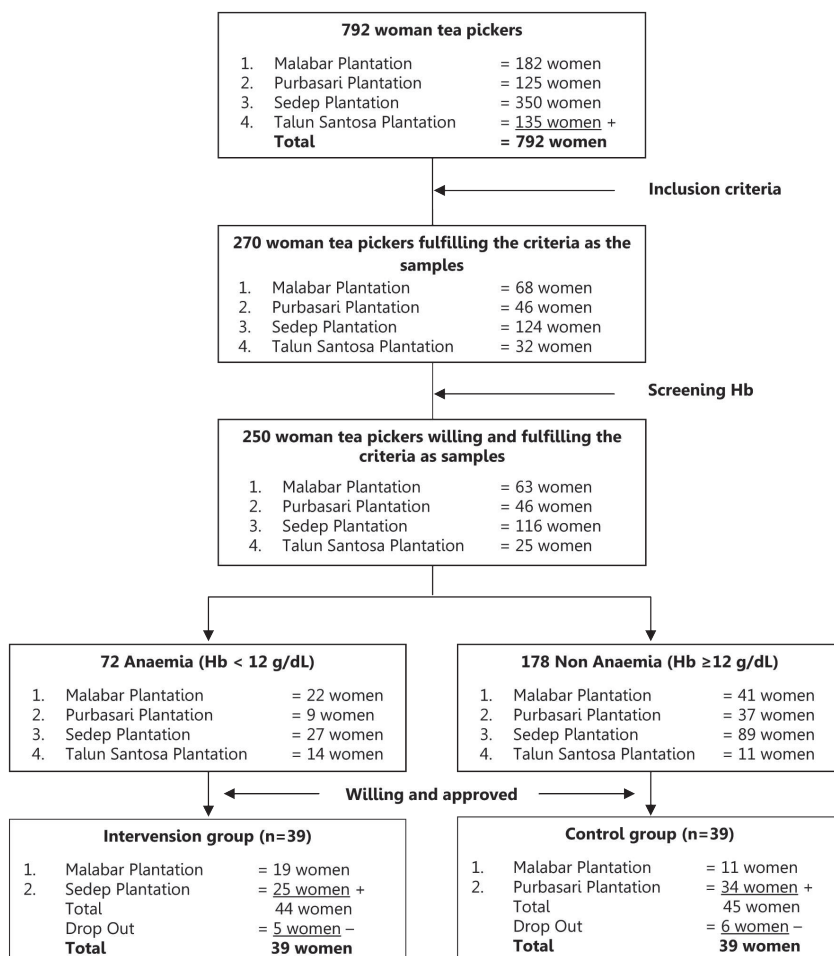 792 woman tea pickers
1. Malabar Plantation = 182 women
2. Purbasari Plantation = 125 women
3. Sedep Plantation = 350 women
4. Talun Santosa Plantation = 135 women +
Total = 792 women
Inclusion criteria
270 woman tea pickers fulfilling the criteria as the
samples
1. Malabar Plantation = 68 women
2. Purbasari Plantation = 46 women
3. Sedep Plantation = 124 women
4. Talun Santosa Plantation = 32 women
Screening Hb
250 woman tea pickers willing and fulfilling the
criteria as samples
1. Malabar Plantation = 63 women
2. Purbasari Plantation = 46 women
3. Sedep Plantation = 116 women
4. Talun Santosa Plantation = 25 women
72 Anaemia (Hb < 12 g/dL)
1. Malabar Plantation = 22 women
2. Purbasari Plantation = 9 women
3. Sedep Plantation = 27 women
4. Talun Santosa Plantation = 14 women
178 Non Anaemia (Hb ≥12 g/dL)
1. Malabar Plantation = 41 women
2. Purbasari Plantation = 37 women
3. Sedep Plantation = 89 women
4. Talun Santosa Plantation = 11 women
Willing and approved
Intervension group (n=39)
1. Malabar Plantation = 19 women
2. Sedep Plantation = 25 women +
Total 44 women
Drop Out = 5 women –
Total 39 women
Control group (n=39)
1. Malabar Plantation = 11 women
2. Purbasari Plantation = 34 women +
Total 45 women
Drop Out = 6 women –
Total 39 women